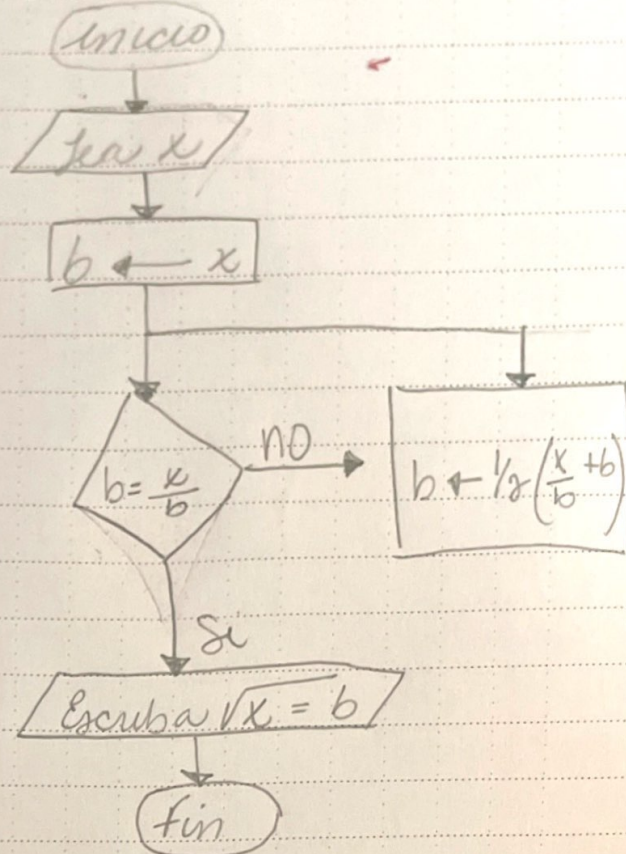 inicio
Lea x
b ← x
b = x/b
no
b ← 1/2 (x/b + b)
Si
Escriba √x = b
fin